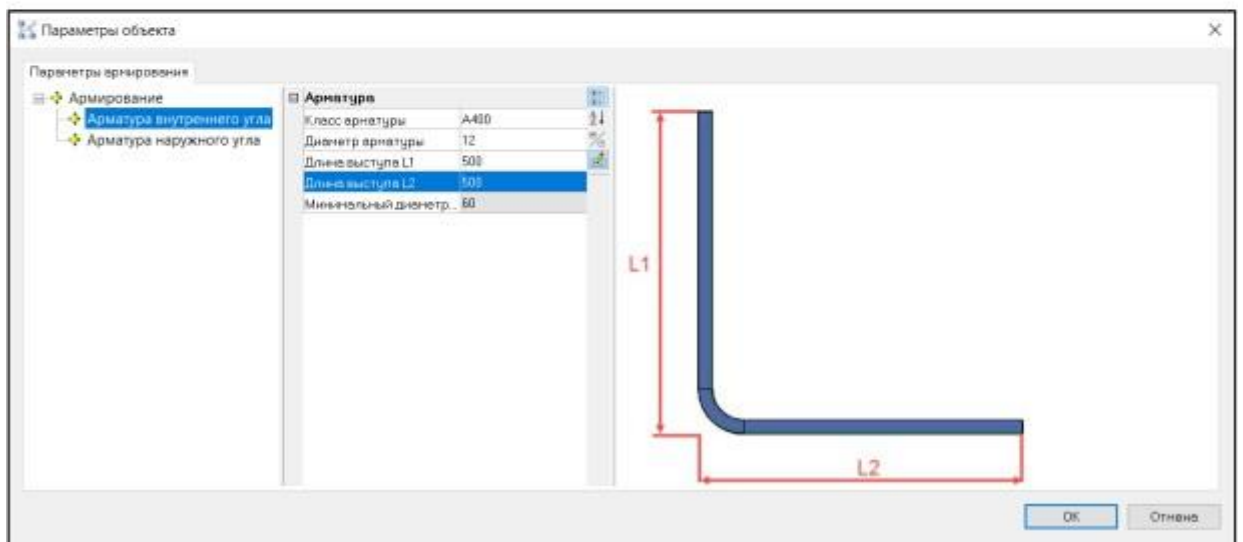 Параметры объекта
Параметры армирования
Армирование
Арматура внутреннего угла
Арматура наружного угла
Арматура
Класс арматуры A400
Диаметр арматуры 12
Длина выступа L1 500
Длина выступа L2 500
Минимальный диаметр... 60
L1
L2
OK Отмена